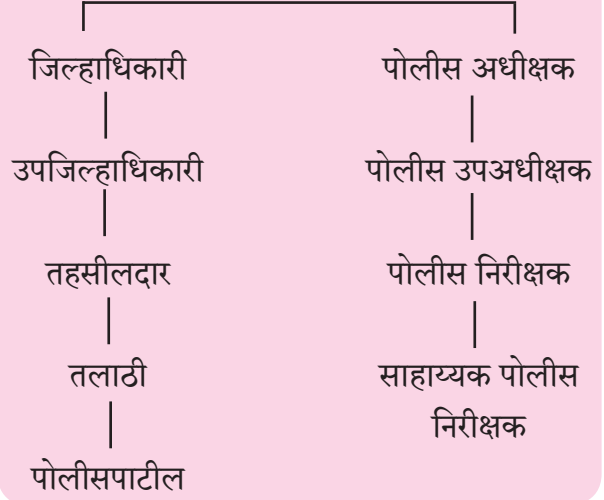 जिल्हाधिकारी
उपजिल्हाधिकारी
तहसीलदार
तलाठी
पोलीसपाटील
पोलीस अधीक्षक
पोलीस उपअधीक्षक
पोलीस निरीक्षक
साहाय्यक पोलीस
निरीक्षक